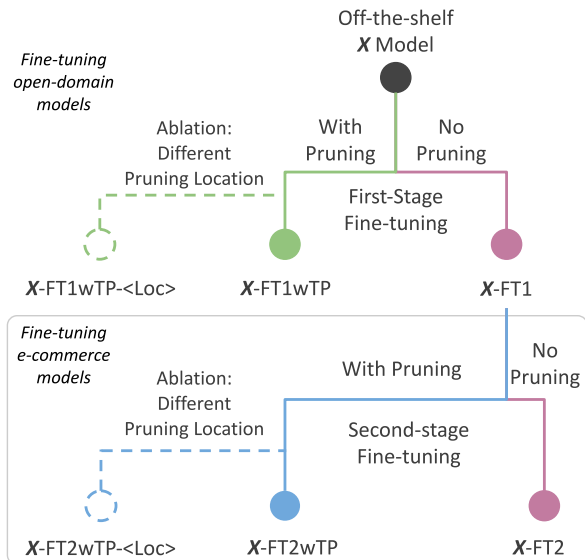 Off-the-shelf
X Model
Fine-tuning
open-domain
models
Ablation:
Different
Pruning Location
With
Pruning
No
Pruning
First-Stage
Fine-tuning
X-FT1wTP-<Loc>
X-FT1wTP
X-FT1
Fine-tuning
e-commerce
models
Ablation:
Different
Pruning Location
With Pruning
No
Pruning
Second-stage
Fine-tuning
X-FT2wTP-<Loc>
X-FT2wTP
X-FT2